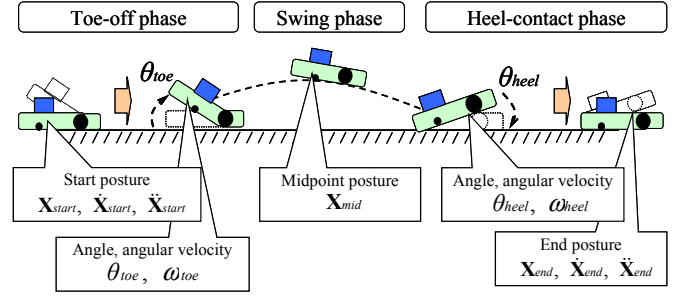 Toe-off phase
Swing phase
Heel-contact phase
θtoe
θheel
Start posture
Xstart, Ẋstart, Ẍstart
Midpoint posture
Xmid
Angle, angular velocity
θheel, ωheel
Angle, angular velocity
θtoe, ωtoe
End posture
Xend, Ẋend, Ẍend